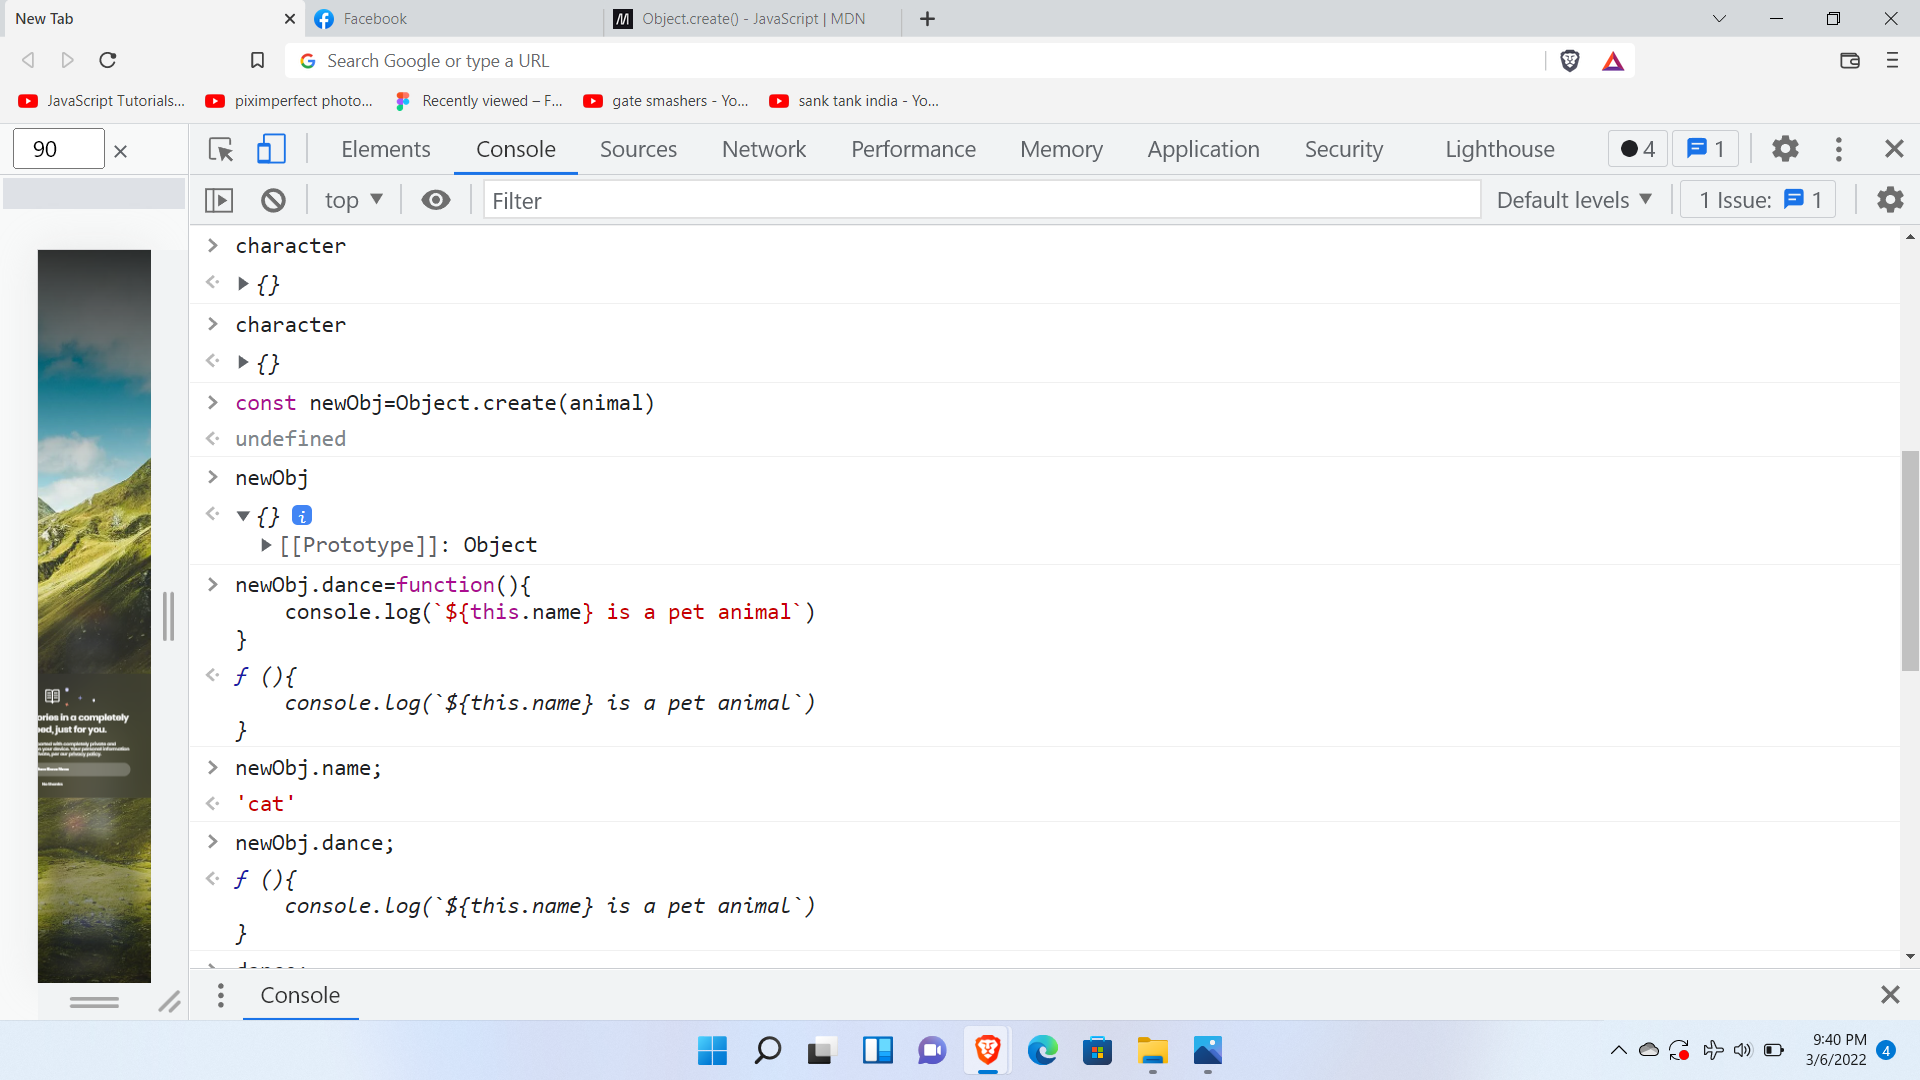 New Tab
Facebook
Object.create() - JavaScript | MDN
Search Google or type a URL
JavaScript Tutorials...
piximperfect photo...
Recently viewed – F...
gate smashers - Yo...
sank tank india - Yo...
90
Elements
Console
Sources
Network
Performance
Memory
Application
Security
Lighthouse
4
1
top
Filter
Default levels
1 Issue: 1
character
{}
character
{}
const newObj=Object.create(animal)
undefined
newObj
{} i
[[Prototype]]: Object
newObj.dance=function(){
console.log(`${this.name} is a pet animal`)
}
ƒ (){
console.log(`${this.name} is a pet animal`)
}
newObj.name;
'cat'
newObj.dance;
ƒ (){
console.log(`${this.name} is a pet animal`)
}
ories in a completely
ed, just for you.
Console
9:40 PM
3/6/2022
4